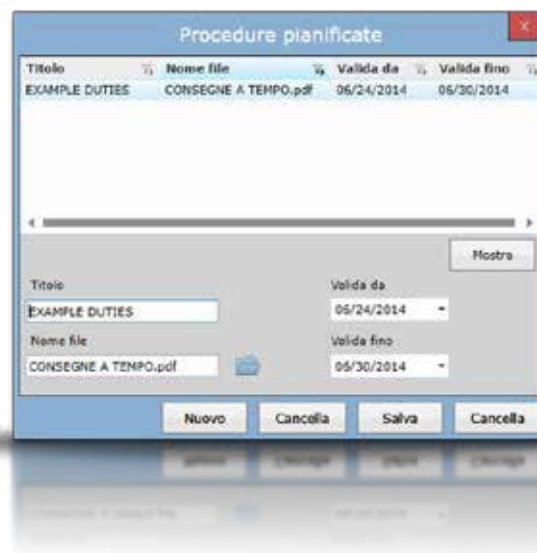 Procedure pianificate
x
Titolo Nome file Valida da Valida fino
EXAMPLE DUTIES CONSEGNE A TEMPO.pdf 06/24/2014 06/30/2014
Mostra
Titolo Valida da
EXAMPLE DUTIES 06/24/2014
Nome file Valida fino
CONSEGNE A TEMPO.pdf 06/30/2014
Nuovo Cancella Salva Cancella